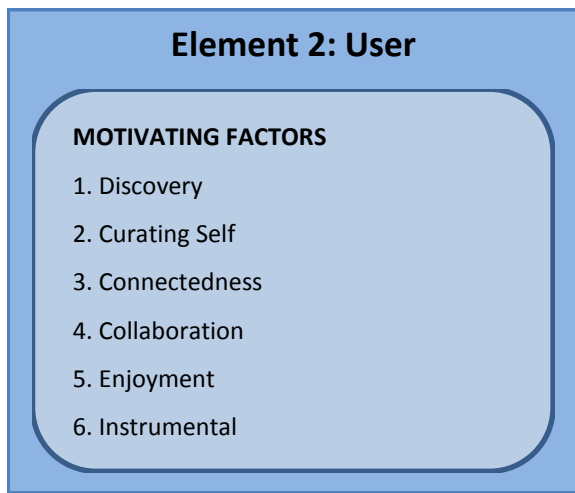 Element 2: User
MOTIVATING FACTORS
1. Discovery
2. Curating Self
3. Connectedness
4. Collaboration
5. Enjoyment
6. Instrumental